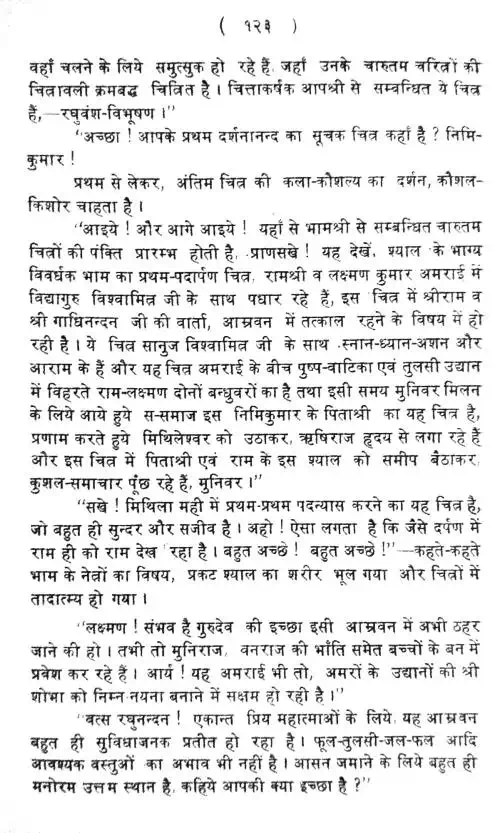 ( १२३ )
वहाँ चलने के लिये समुत्सुक हो रहे हैं, जहाँ उनके चारुतम चरित्रों की
चित्रावली क्रमबद्ध चित्रित है। चित्ताकर्षक आपश्री से सम्वन्धित ये चित्र
हैं,—रघुवंश-विभूषण।"
"अच्छा! आपके प्रथम दर्शनानन्द का सूचक चित्र कहाँ है? निमि-
कुमार!
प्रथम से लेकर, अंतिम चित्र की कला-कौशल्य का दर्शन, कौशल-
किशोर चाहता है।
"आइये! और आगे आइये! यहाँ से भामश्री से सम्बन्धित चारुतम
चित्रों की पंक्ति प्रारम्भ होती है, प्राणसखे! यह देखें, श्याल के भाग्य
विवर्धक भाम का प्रथम-पदार्पण चित्र, रामश्री व लक्ष्मण कुमार अमराई में
विद्यागुरु विश्वामित्र जी के साथ पधार रहे हैं, इस चित्र में श्रीराम व
श्री गाधिनन्दन जी की वार्ता, आम्रवन में तत्काल रहने के विषय में हो
रही है। ये चित्र सानुज विश्वामित्र जी के साथ स्नान-ध्यान-अशन और
आराम के हैं और यह चित्र अमराई के बीच पुष्प-वाटिका एवं तुलसी उद्यान
में विहरते राम-लक्ष्मण दोनों बन्धुवरों का है तथा इसी समय मुनिवर मिलन
के लिये आये हुये स-समाज इस निमिकुमार के पिताश्री का यह चित्र है,
प्रणाम करते हुये मिथिलेश्वर को उठाकर, ऋषिराज हृदय से लगा रहे हैं
और इस चित्र में पिताश्री एवं राम के इस श्याल को समीप बैठाकर,
कुशल-समाचार पूँछ रहे हैं, मुनिवर।"
"सखे! मिथिला मही में प्रथम-प्रथम पदन्यास करने का यह चित्र है,
जो बहुत ही सुन्दर और सजीव है। अहो! ऐसा लगता है कि जैसे दर्पण में
राम ही को राम देख रहा है। बहुत अच्छे! बहुत अच्छे!"—कहते-कहते
भाम के नेत्रों का विषय, प्रकट श्याल का शरीर भूल गया और चित्रों में
तादात्म्य हो गया।
"लक्ष्मण! संभव है गुरुदेव की इच्छा इसी आम्रवन में अभी ठहर
जाने की हो। तभी तो मुनिराज, वनराज की भाँति समेत बच्चों के बन में
प्रवेश कर रहे हैं। आर्य! यह अमराई भी तो, अमरों के उद्यानों की श्री
शोभा को निम्न-नयना बनाने में सक्षम हो रही है।"
"बत्स रघुनन्दन! एकान्त प्रिय महात्माओं के लिये, यह आम्रवन
बहुत ही सुविधाजनक प्रतीत हो रहा है। फूल-तुलसी-जल-फल आदि
आवश्यक वस्तुओं का अभाव भी नहीं है। आसन जमाने के लिये बहुत ही
मनोरम उत्तम स्थान है, कहिये आपकी क्या इच्छा है?"